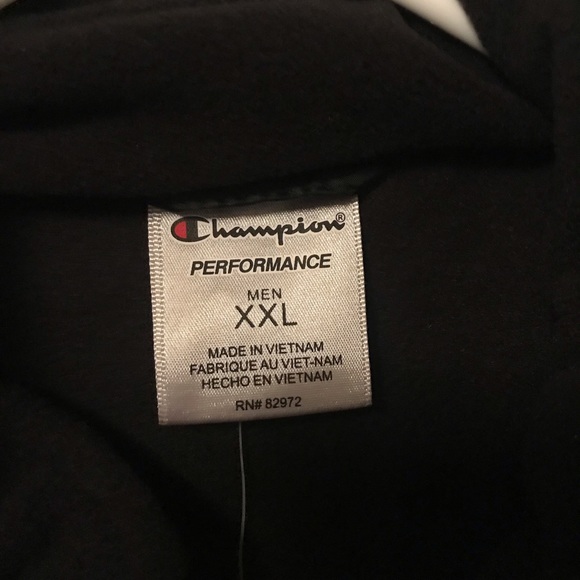 Champion®
PERFORMANCE
MEN
XXL
MADE IN VIETNAM
FABRIQUE AU VIET-NAM
HECHO EN VIETNAM
RN# 82972